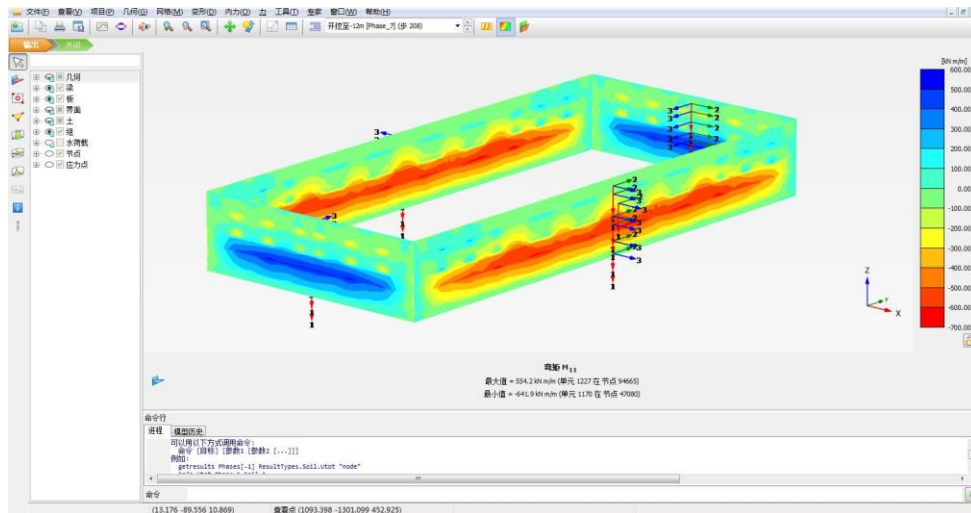 文件(F) 查看(V) 项目(P) 几何(G) 网格(M) 变形(D) 内力(O) 力 工具(T) 专家 窗口(W) 帮助(H)
开挖至-12m [Phase_7] (步 208)
输出 关闭
几何
梁
板
界面
土
组
水荷载
节点
应力点
[kN m/m]
600.00
500.00
400.00
300.00
200.00
100.00
0.00
-100.00
-200.00
-300.00
-400.00
-500.00
-600.00
-700.00
Z
Y
X
弯矩 M₁₁
最大值 = 554.2 kN m/m (单元 1227 在 节点 94665)
最小值 = -641.9 kN m/m (单元 1170 在 节点 47080)
命令行
进程 模型历史
可以用以下方式调用命令:
命令 [目标] [参数1 [参数2 [...]]]
例如:
getresults Phases[-1] ResultTypes.Soil.utot "node"
命令
(13.176 -89.556 10.869) 查看点 (1093.398 -1301.099 452.925)